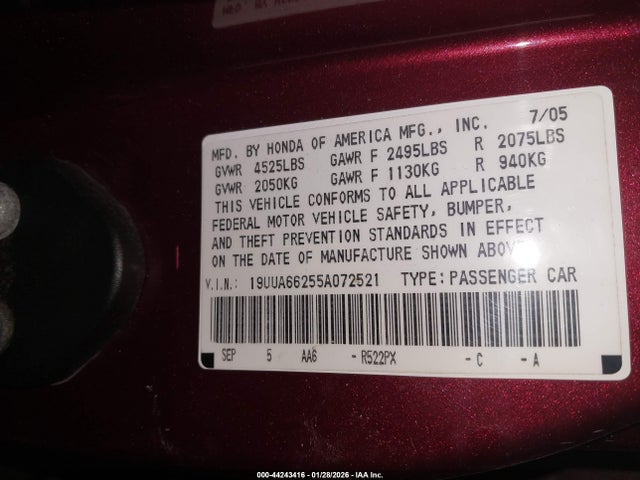 7/05
MFD. BY HONDA OF AMERICA MFG., INC.
GVWR 4525LBS GAWR F 2495LBS R 2075LBS
GVWR 2050KG GAWR F 1130KG R 940KG
THIS VEHICLE CONFORMS TO ALL APPLICABLE
FEDERAL MOTOR VEHICLE SAFETY, BUMPER,
AND THEFT PREVENTION STANDARDS IN EFFECT
ON THE DATE OF MANUFACTURE SHOWN ABOVE.
V.I.N.: 19UUA66255A072521 TYPE: PASSENGER CAR
SEP 5 AA6 - R522PX - C - A
000-44243416 - 01/28/2026 - IAA Inc.